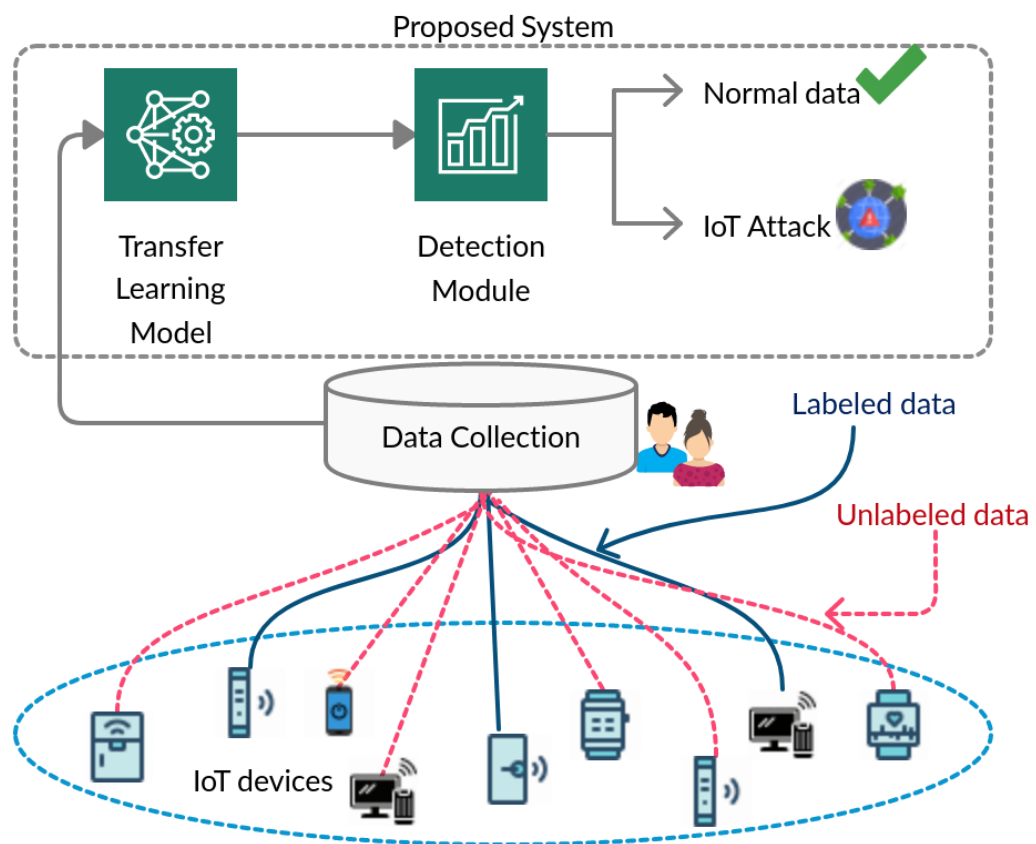 Proposed System
Normal data
IoT Attack
Transfer
Learning
Model
Detection
Module
Data Collection
Labeled data
Unlabeled data
IoT devices